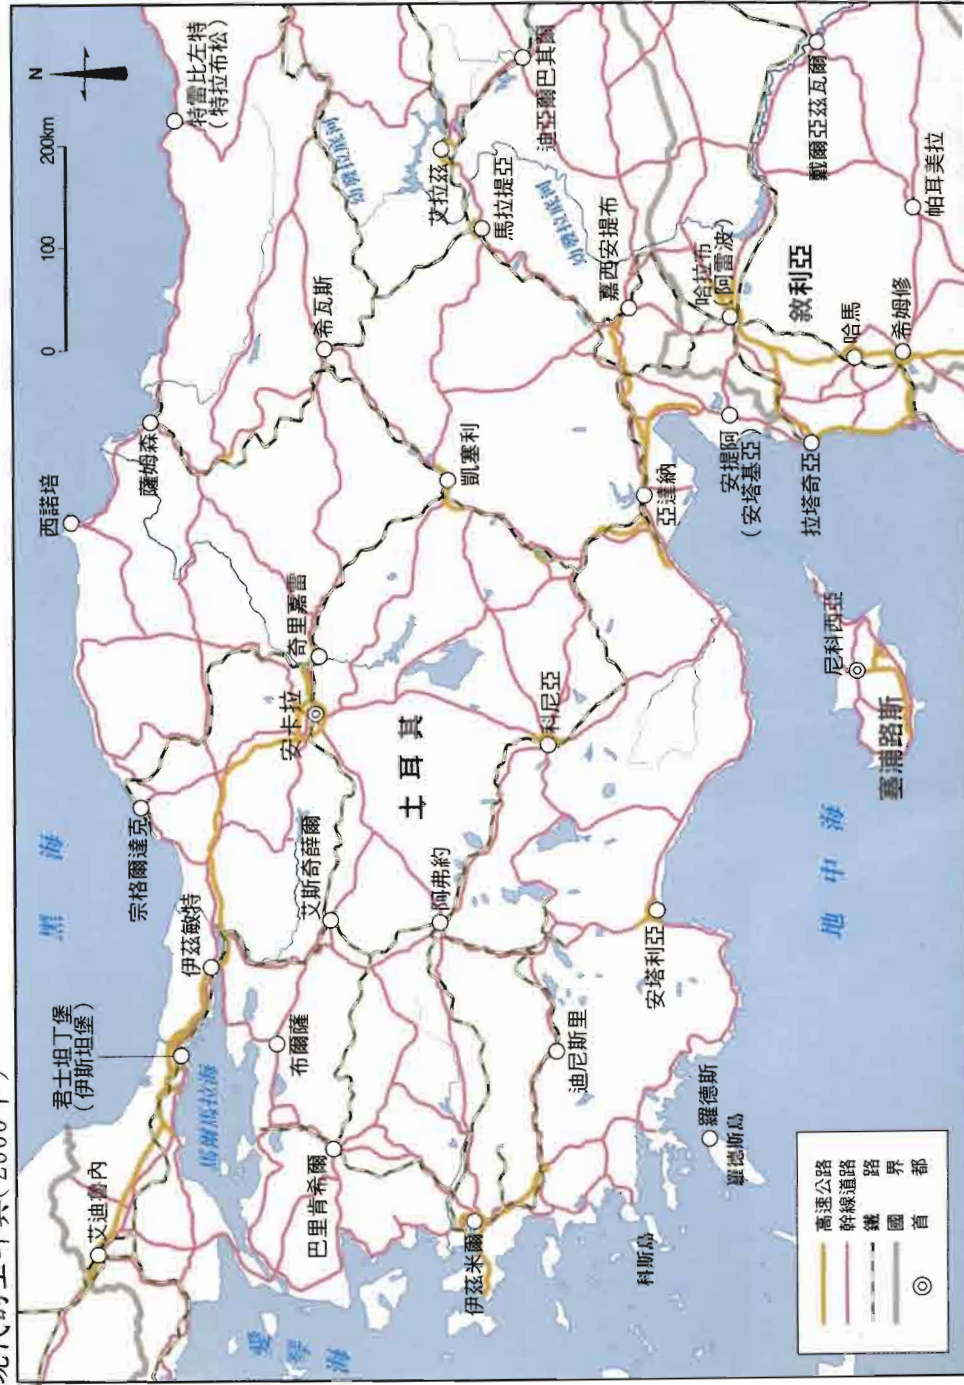 現代的土耳其(2000年)
N
0 100 200km
黑海
西諾培
薩姆森
特雷比左特
(特拉布松)
宗格爾達克
君士坦丁堡
(伊斯坦堡)
伊茲敏特
艾迪魯內
馬爾馬拉海
布爾薩
安卡拉
奇里嘉雷
希瓦斯
幼發拉底河
艾斯奇薛爾
巴里肯希爾
土耳其
阿弗約
凱塞利
艾拉茲
馬拉提亞
迪亞爾巴其爾
愛琴海
伊茲米爾
迪尼斯里
科尼亞
幼發拉底河
嘉西安提布
亞達納
安塔利亞
科斯島
羅德斯
羅德斯島
安提阿
(安塔基亞)
哈拉布
(阿雷波)
敘利亞
戴爾亞茲瓦爾
拉塔奇亞
哈馬
希姆修
帕耳美拉
地中海
尼科西亞
塞浦路斯
高速公路
幹線道路
鐵路
國界
首都